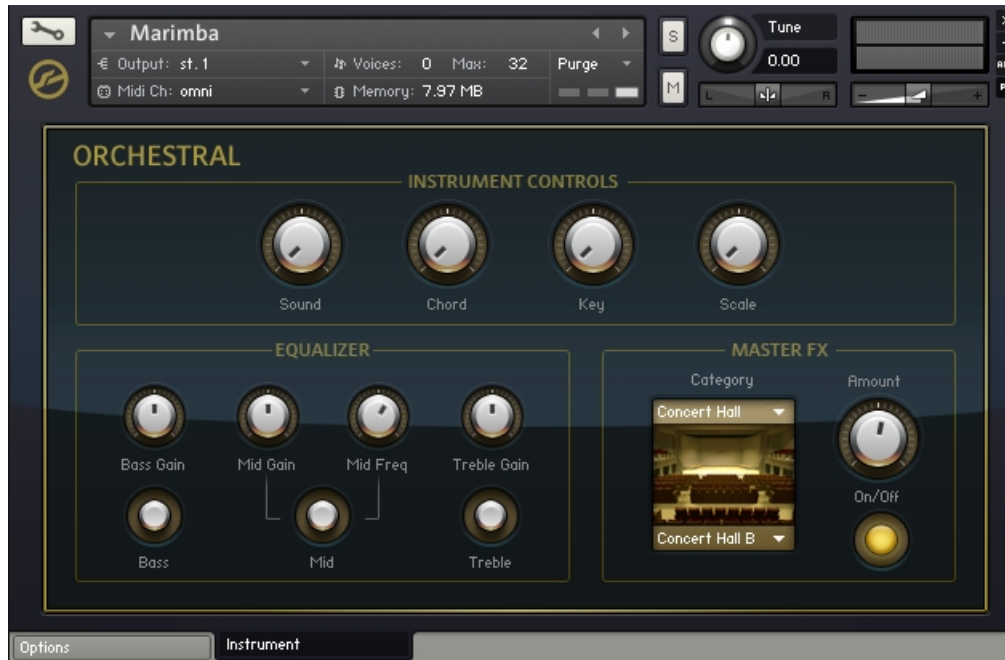 Marimba
S
Tune
Output: st.1
Voices: 0 Max: 32
Purge
0.00
Midi Ch: omni
Memory: 7.97 MB
M
L
R
-
+
ORCHESTRAL
INSTRUMENT CONTROLS
Sound
Chord
Key
Scale
EQUALIZER
Bass Gain
Mid Gain
Mid Freq
Treble Gain
Bass
Mid
Treble
MASTER FX
Category
Amount
Concert Hall
Concert Hall B
On/Off
Options
Instrument